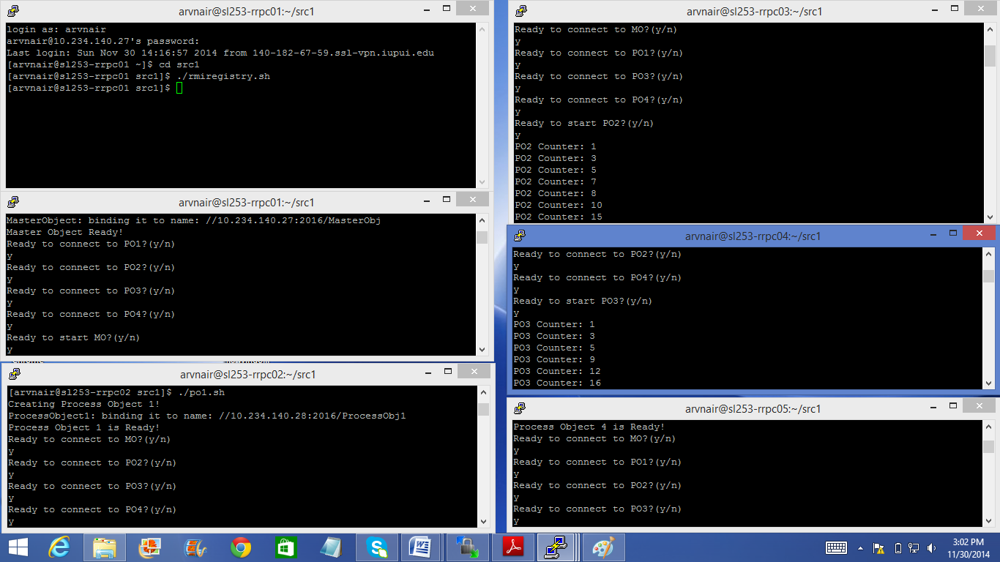 arvnair@sl253-rrpc01:~/src1
login as: arvnair
arvnair@10.234.140.27's password:
Last login: Sun Nov 30 14:16:57 2014 from 140-182-67-59.ssl-vpn.iupui.edu
[arvnair@sl253-rrpc01 ~]$ cd src1
[arvnair@sl253-rrpc01 src1]$ ./rmiregistry.sh
[arvnair@sl253-rrpc01 src1]$
arvnair@sl253-rrpc01:~/src1
MasterObject: binding it to name: //10.234.140.27:2016/MasterObj
Master Object Ready!
Ready to connect to PO1?(y/n)
y
Ready to connect to PO2?(y/n)
y
Ready to connect to PO3?(y/n)
y
Ready to connect to PO4?(y/n)
y
Ready to start MO?(y/n)
y
arvnair@sl253-rrpc02:~/src1
[arvnair@sl253-rrpc02 src1]$ ./po1.sh
Creating Process Object 1!
ProcessObject1: binding it to name: //10.234.140.28:2016/ProcessObj1
Process Object 1 is Ready!
Ready to connect to MO?(y/n)
y
Ready to connect to PO2?(y/n)
y
Ready to connect to PO3?(y/n)
y
Ready to connect to PO4?(y/n)
y
arvnair@sl253-rrpc03:~/src1
Ready to connect to MO?(y/n)
y
Ready to connect to PO1?(y/n)
y
Ready to connect to PO3?(y/n)
y
Ready to connect to PO4?(y/n)
y
Ready to start PO2?(y/n)
y
PO2 Counter: 1
PO2 Counter: 3
PO2 Counter: 5
PO2 Counter: 7
PO2 Counter: 8
PO2 Counter: 10
PO2 Counter: 15
arvnair@sl253-rrpc04:~/src1
Ready to connect to PO2?(y/n)
y
Ready to connect to PO4?(y/n)
y
Ready to start PO3?(y/n)
y
PO3 Counter: 1
PO3 Counter: 3
PO3 Counter: 5
PO3 Counter: 9
PO3 Counter: 12
PO3 Counter: 16
arvnair@sl253-rrpc05:~/src1
Process Object 4 is Ready!
Ready to connect to MO?(y/n)
y
Ready to connect to PO1?(y/n)
y
Ready to connect to PO2?(y/n)
y
Ready to connect to PO3?(y/n)
y
3:02 PM
11/30/2014